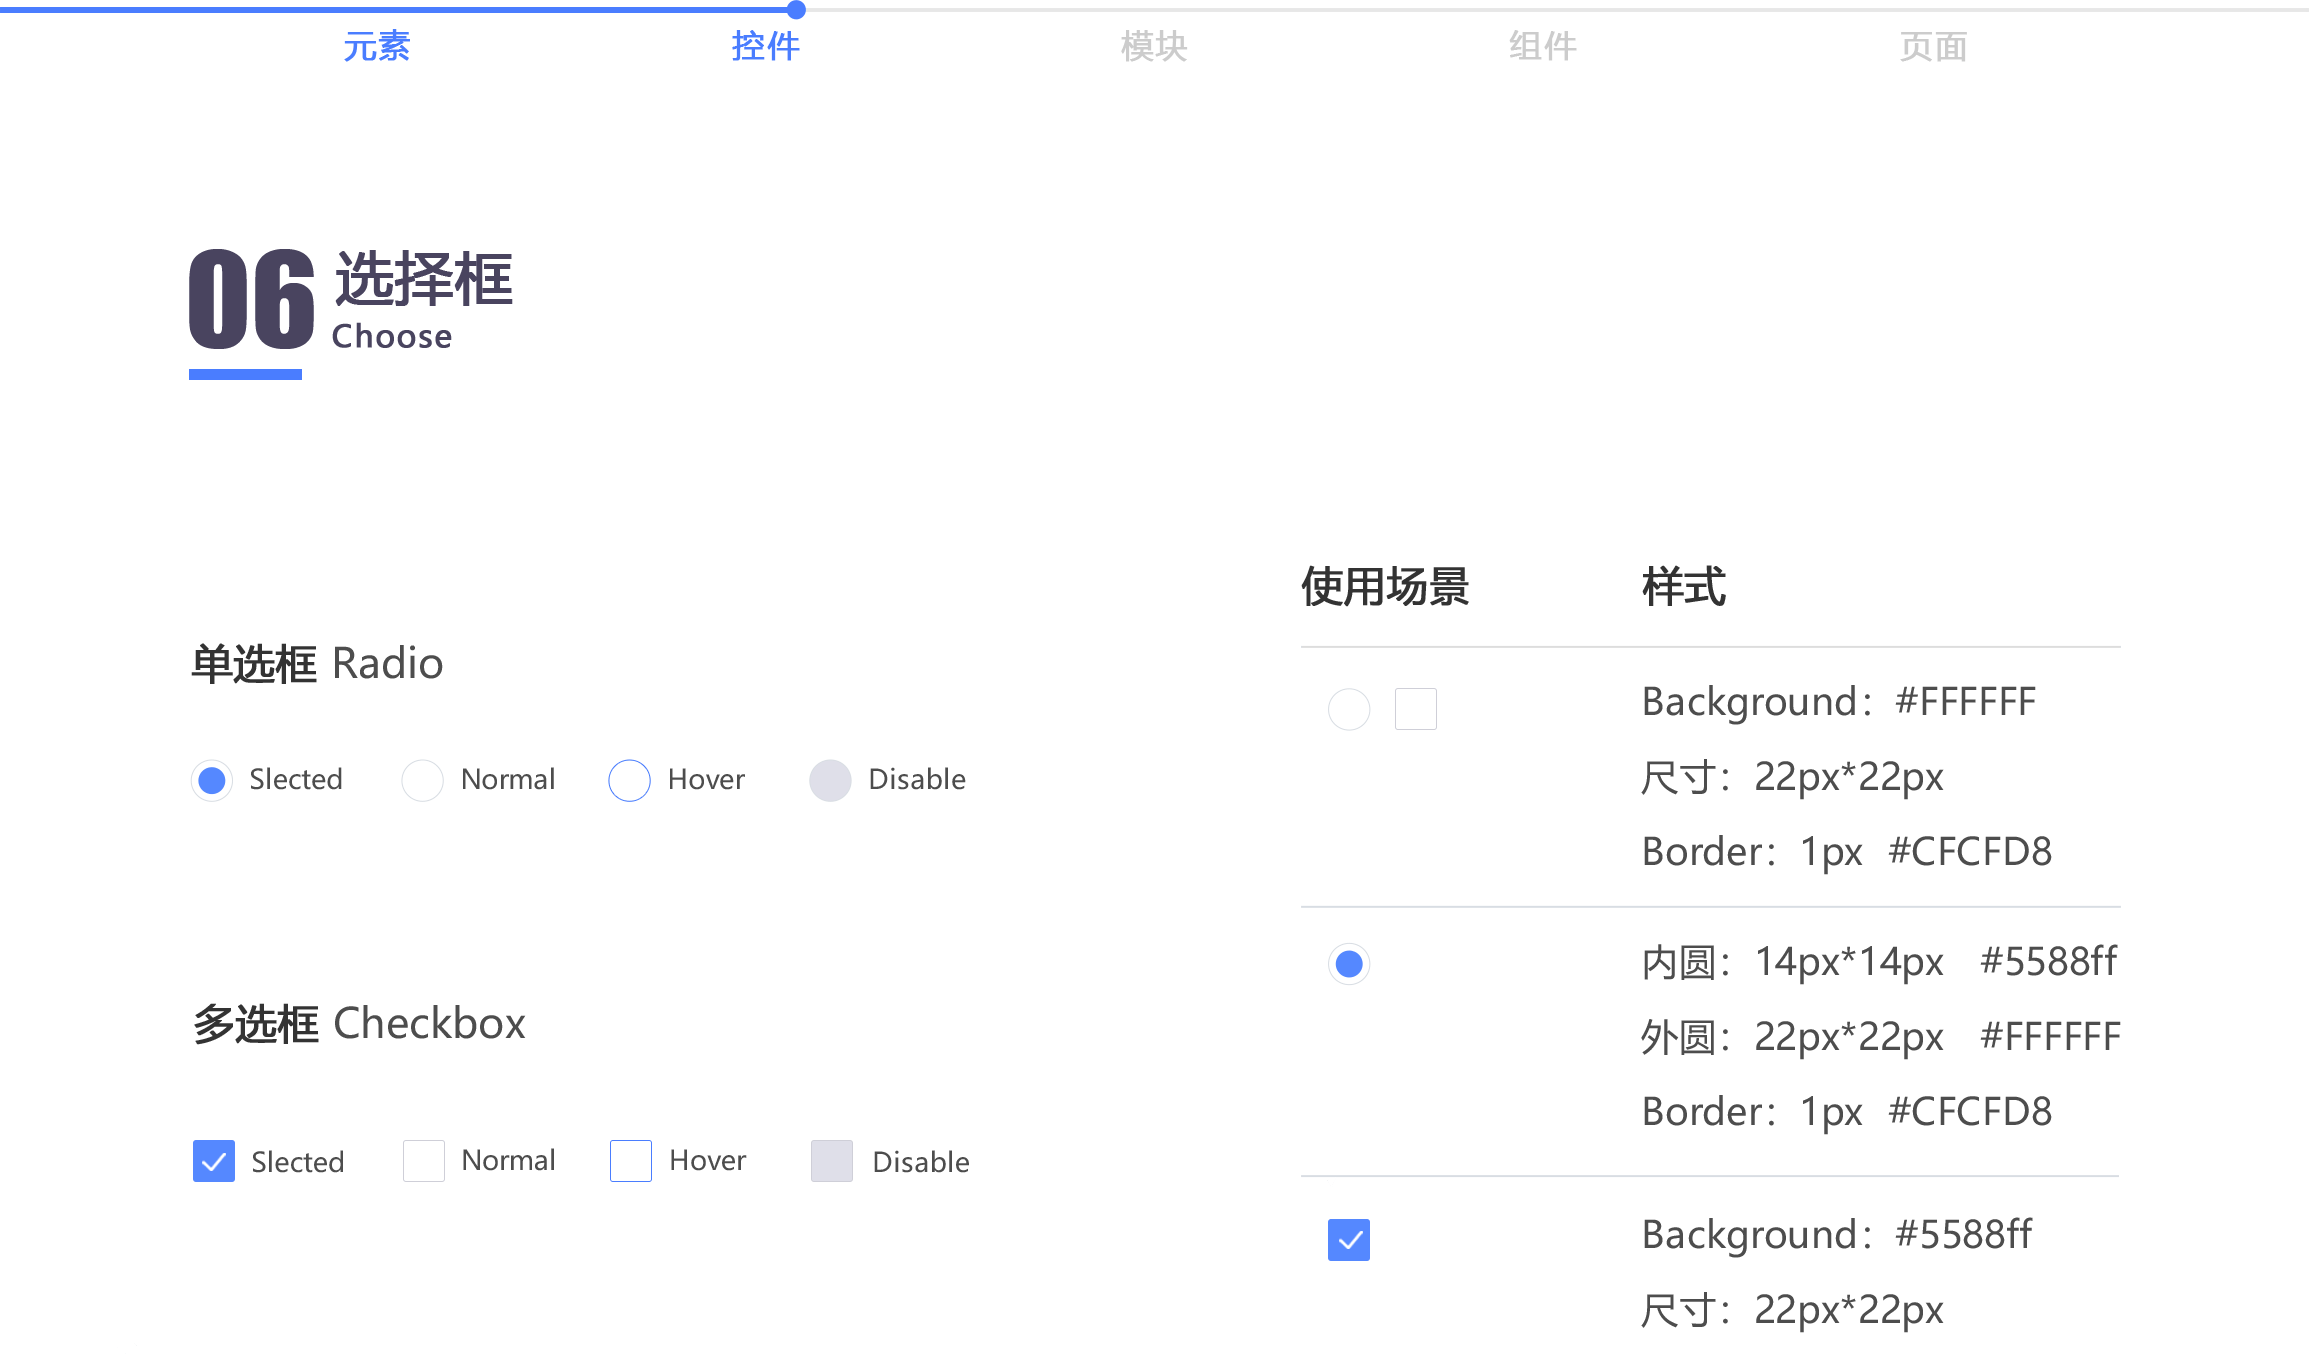 元素 控件 模块 组件 页面
06 选择框
Choose
单选框 Radio
Slected Normal Hover Disable
多选框 Checkbox
Slected Normal Hover Disable
使用场景 样式
Background：#FFFFFF
尺寸：22px*22px
Border：1px #CFCFD8
内圆：14px*14px #5588ff
外圆：22px*22px #FFFFFF
Border：1px #CFCFD8
Background：#5588ff
尺寸：22px*22px